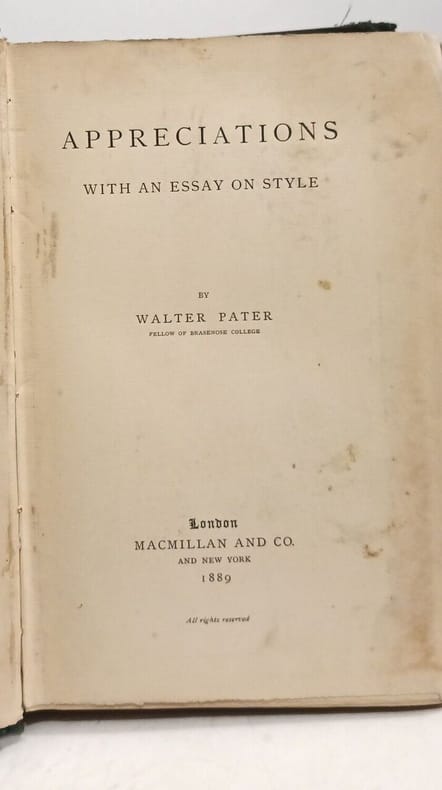 APPRECIATIONS
WITH AN ESSAY ON STYLE
BY
WALTER PATER
FELLOW OF BRASENOSE COLLEGE
London
MACMILLAN AND CO.
AND NEW YORK
1889
All rights reserved